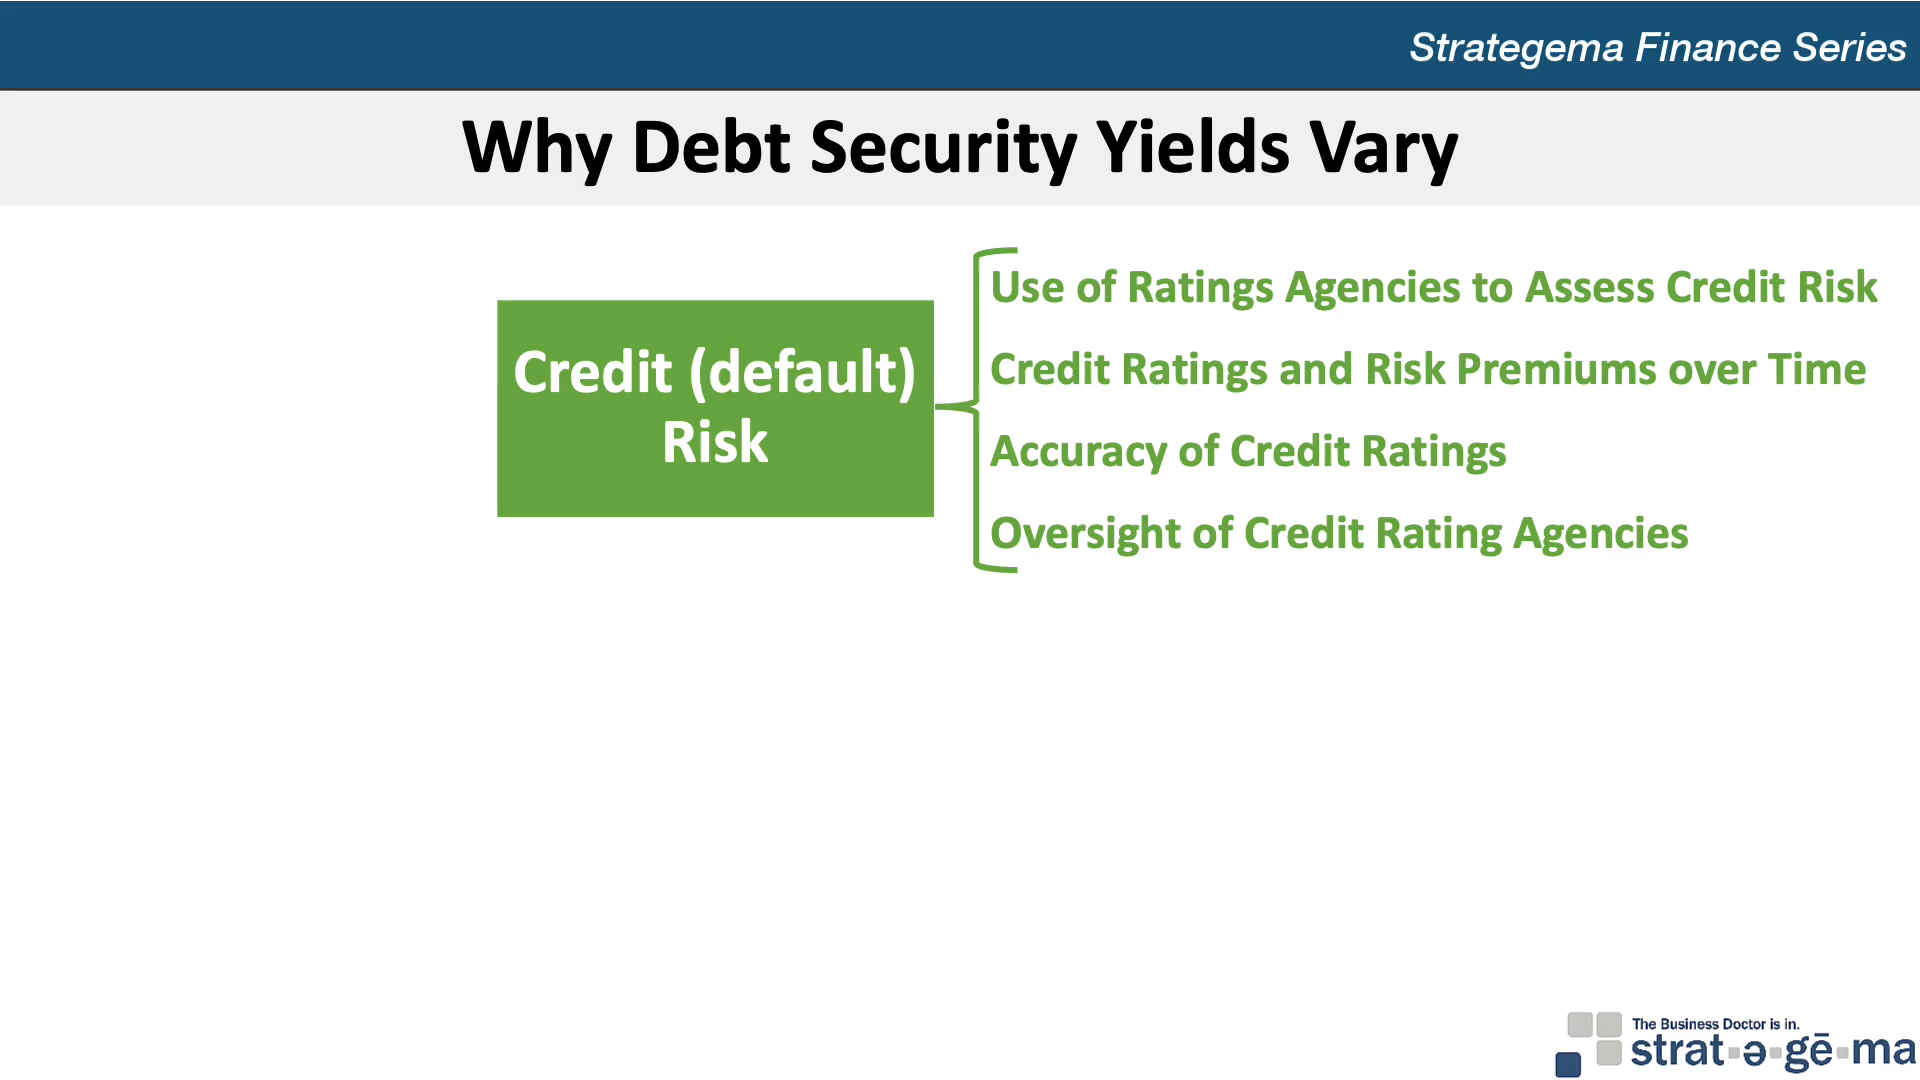 Strategema Finance Series
Why Debt Security Yields Vary
Credit (default)
Risk
Use of Ratings Agencies to Assess Credit Risk
Credit Ratings and Risk Premiums over Time
Accuracy of Credit Ratings
Oversight of Credit Rating Agencies
The Business Doctor is in.
strat▪ə▪gē▪ma